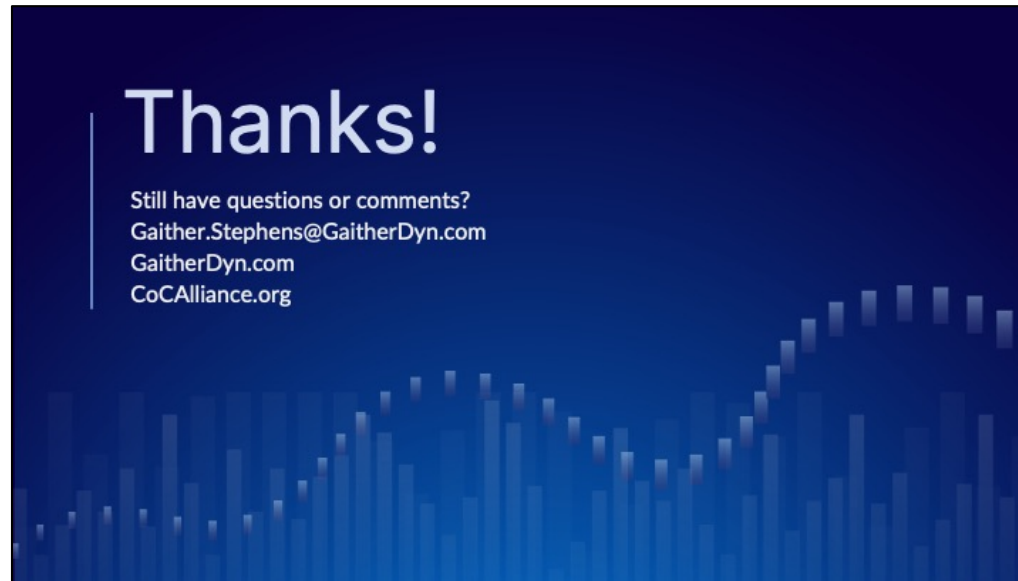 Thanks!
Still have questions or comments?
Gaither.Stephens@GaitherDyn.com
GaitherDyn.com
CoCAlliance.org